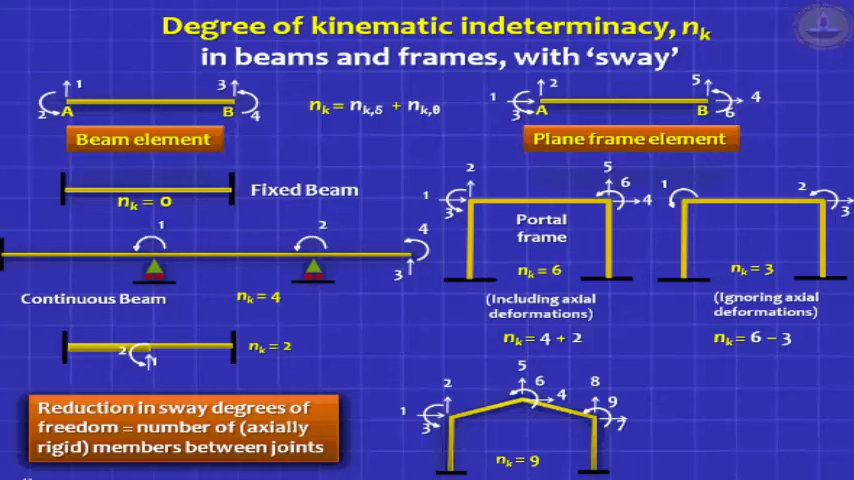 Degree of kinematic indeterminacy, nk
in beams and frames, with ‘sway’
1
3
2
A
B
4
nk = nk,δ + nk,θ
1
2
3
A
5
B
4
6
Beam element
Plane frame element
nk = 0
Fixed Beam
1
2
3
4
Continuous Beam
nk = 4
2
1
nk = 2
1
2
3
5
6
4
Portal
frame
nk = 6
(Including axial
deformations)
nk = 4 + 2
1
2
3
nk = 3
(Ignoring axial
deformations)
nk = 6 – 3
Reduction in sway degrees of
freedom = number of (axially
rigid) members between joints
1
2
3
5
6
4
8
9
7
nk = 9